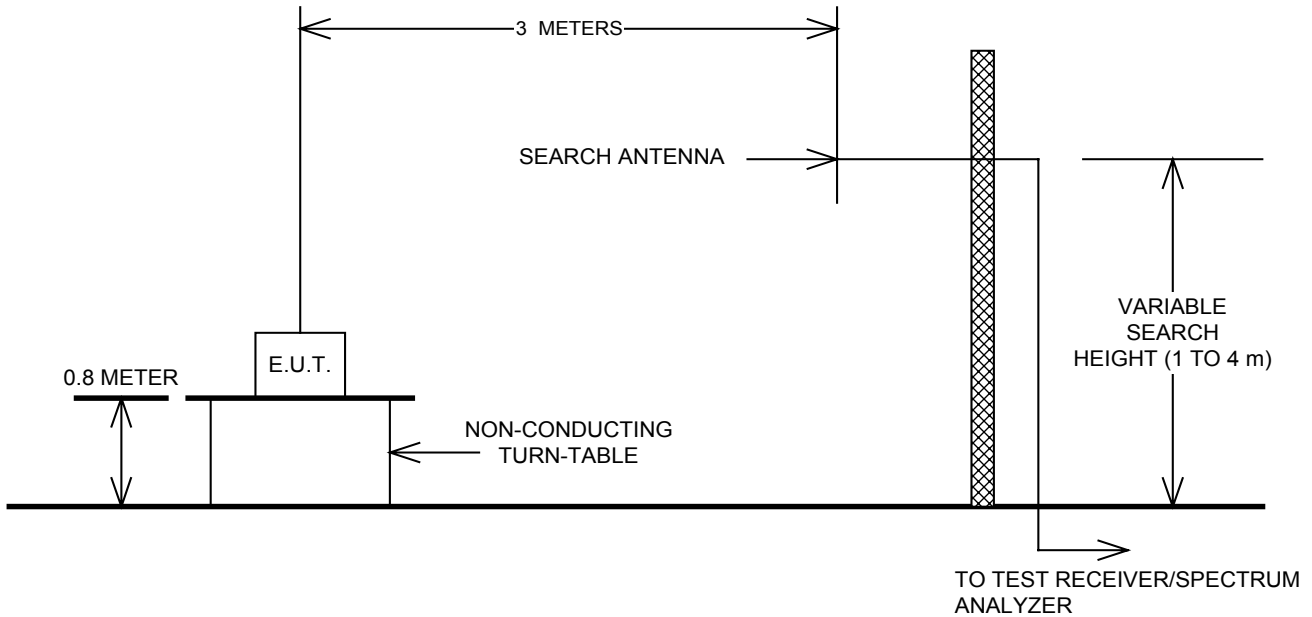 3 METERS
SEARCH ANTENNA
VARIABLE
SEARCH
HEIGHT (1 TO 4 m)
E.U.T.
0.8 METER
NON-CONDUCTING
TURN-TABLE
TO TEST RECEIVER/SPECTRUM
ANALYZER